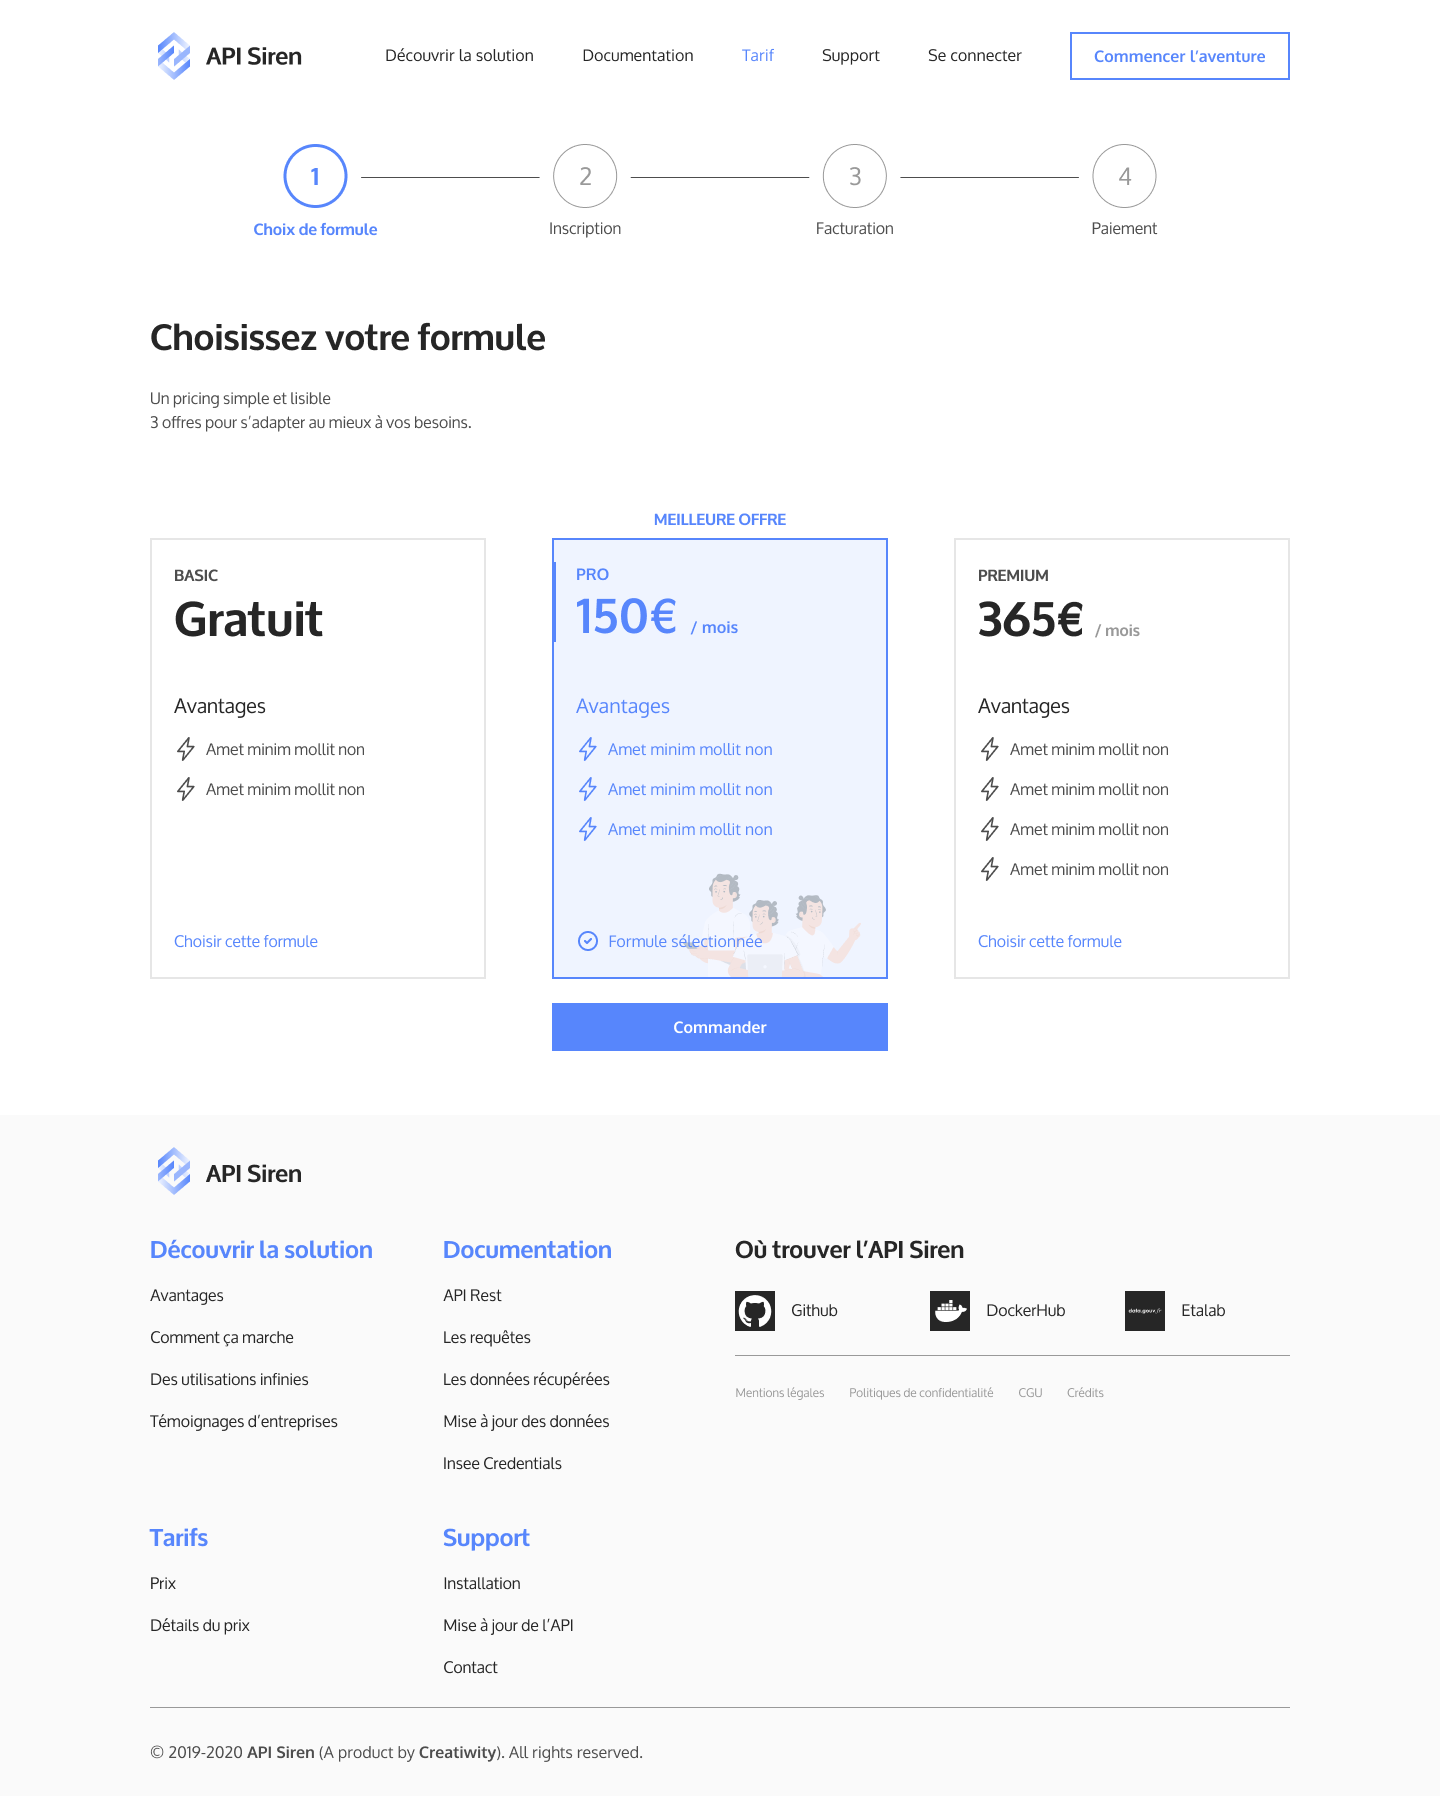 API Siren
Découvrir la solution
Documentation
Tarif
Support
Se connecter
Commencer l’aventure
1
2
3
4
Choix de formule
Inscription
Facturation
Paiement
Choisissez votre formule
Un pricing simple et lisible
3 offres pour s’adapter au mieux à vos besoins.
BASIC
Gratuit
Avantages
Amet minim mollit non
Amet minim mollit non
Choisir cette formule
MEILLEURE OFFRE
PRO
150€ / mois
Avantages
Amet minim mollit non
Amet minim mollit non
Amet minim mollit non
Formule sélectionnée
Commander
PREMIUM
365€ / mois
Avantages
Amet minim mollit non
Amet minim mollit non
Amet minim mollit non
Amet minim mollit non
Choisir cette formule
API Siren
Découvrir la solution
Avantages
Comment ça marche
Des utilisations infinies
Témoignages d’entreprises
Documentation
API Rest
Les requêtes
Les données récupérées
Mise à jour des données
Insee Credentials
Où trouver l’API Siren
Github
DockerHub
data.gouv.fr
Etalab
Mentions légales
Politiques de confidentialité
CGU
Crédits
Tarifs
Prix
Détails du prix
Support
Installation
Mise à jour de l’API
Contact
© 2019-2020 API Siren (A product by Creatiwity). All rights reserved.